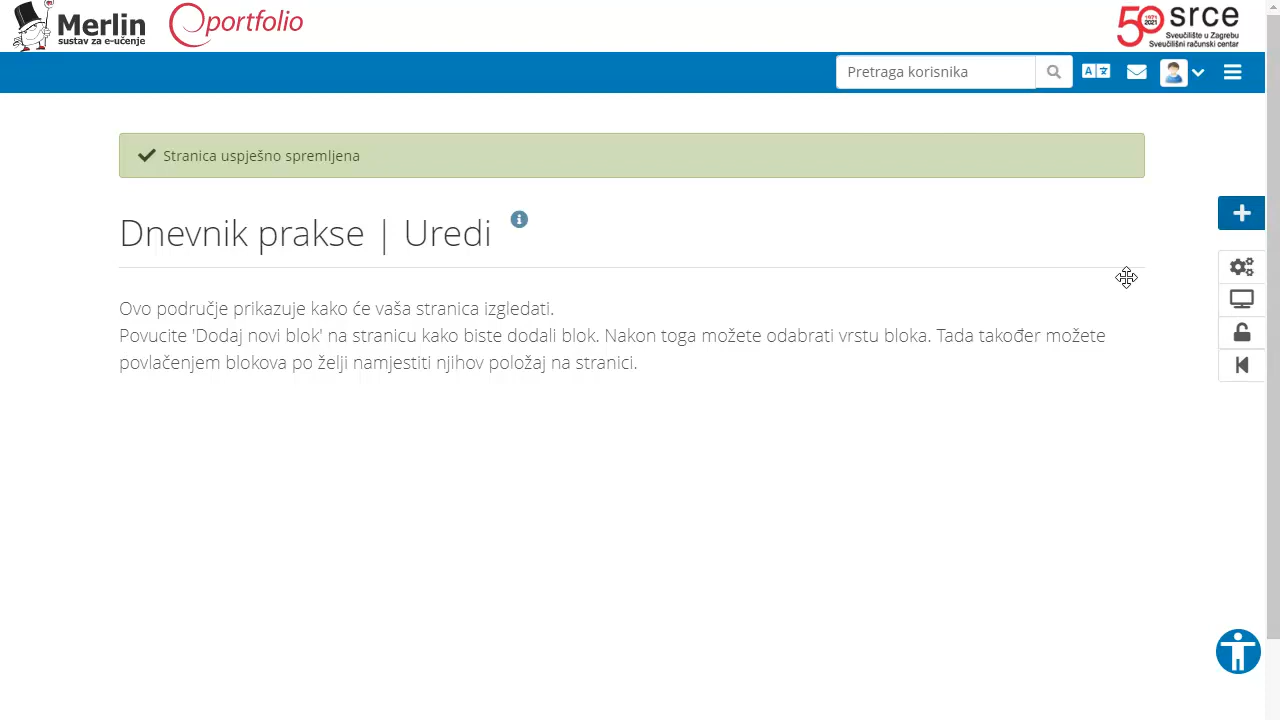 Merlin
sustav za e-učenje
portfolio
50
1971
2021
srce
Sveučilište u Zagrebu
Sveučilišni računski centar
Pretraga korisnika
Stranica uspješno spremljena
Dnevnik prakse | Uredi
Ovo područje prikazuje kako će vaša stranica izgledati.
Povucite 'Dodaj novi blok' na stranicu kako biste dodali blok. Nakon toga možete odabrati vrstu bloka. Tada također možete
povlačenjem blokova po želji namjestiti njihov položaj na stranici.